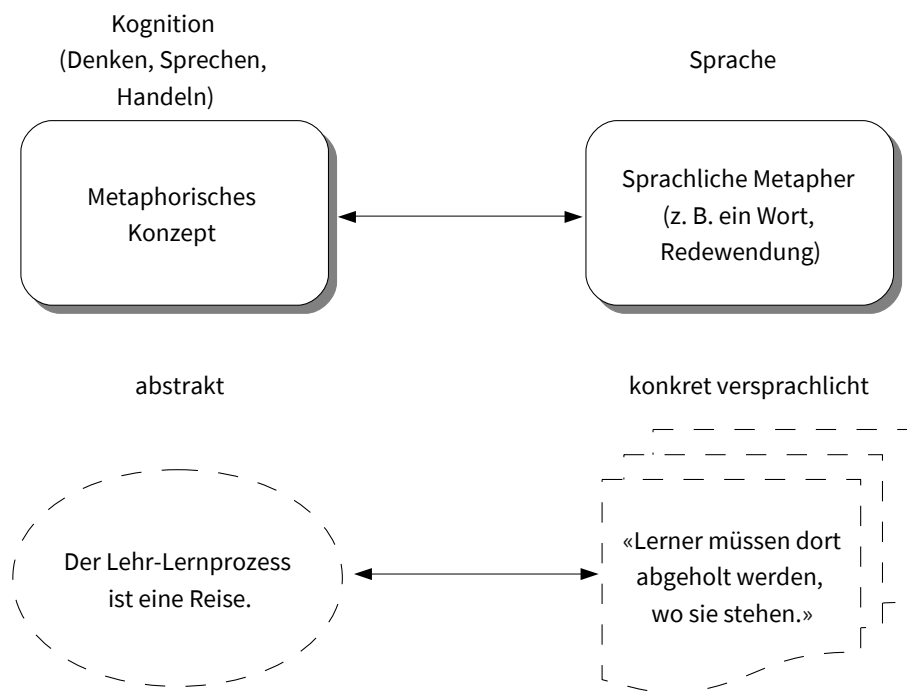 Kognition
(Denken, Sprechen,
Handeln)
Sprache
Metaphorisches
Konzept
Sprachliche Metapher
(z. B. ein Wort,
Redewendung)
abstrakt
konkret versprachlicht
Der Lehr-Lernprozess
ist eine Reise.
«Lerner müssen dort
abgeholt werden,
wo sie stehen.»